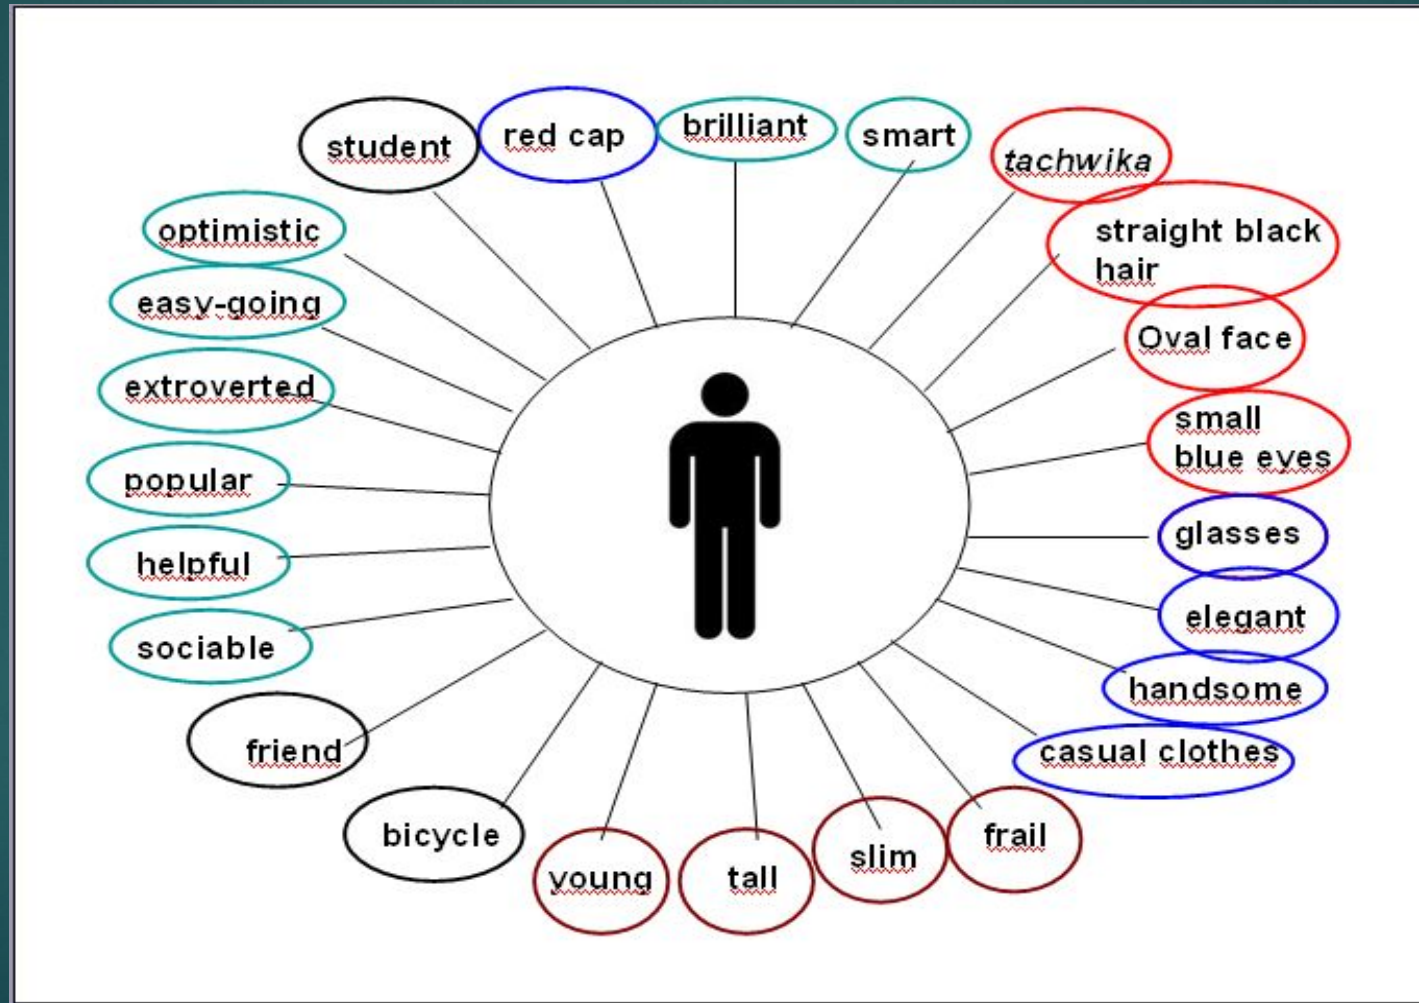 student
red cap
brilliant
smart
tachwika
straight black
hair
Oval face
small
blue eyes
glasses
elegant
handsome
casual clothes
frail
slim
tall
young
bicycle
friend
sociable
helpful
popular
extroverted
easy-going
optimistic